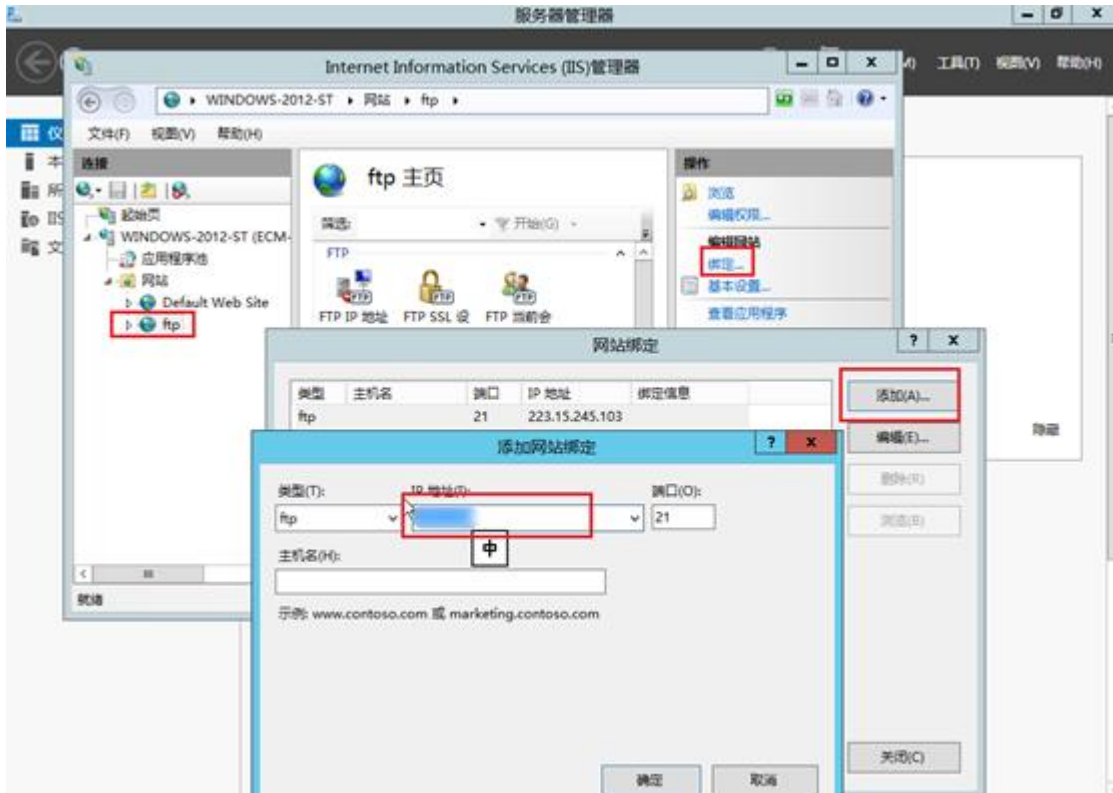 服务器管理器
工具(T) 视图(V) 帮助(H)
Internet Information Services (IIS)管理器
WINDOWS-2012-ST 网站 ftp
文件(F) 视图(V) 帮助(H)
连接
起始页
WINDOWS-2012-ST (ECM-
应用程序池
网站
Default Web Site
ftp
就绪
ftp 主页
筛选: 开始(G)
FTP
FTP IP 地址 FTP SSL 设 FTP 当前会
操作
浏览
编辑权限...
编辑网站
绑定...
基本设置...
查看应用程序
仪
本
所
IIS
文
隐藏
网站绑定
类型 主机名 端口 IP 地址 绑定信息
ftp 21 223.15.245.103
添加(A)...
编辑(E)...
删除(R)
浏览(B)
关闭(C)
添加网站绑定
类型(T): IP 地址(I): 端口(O):
ftp 21
中
主机名(H):
示例: www.contoso.com 或 marketing.contoso.com
确定 取消